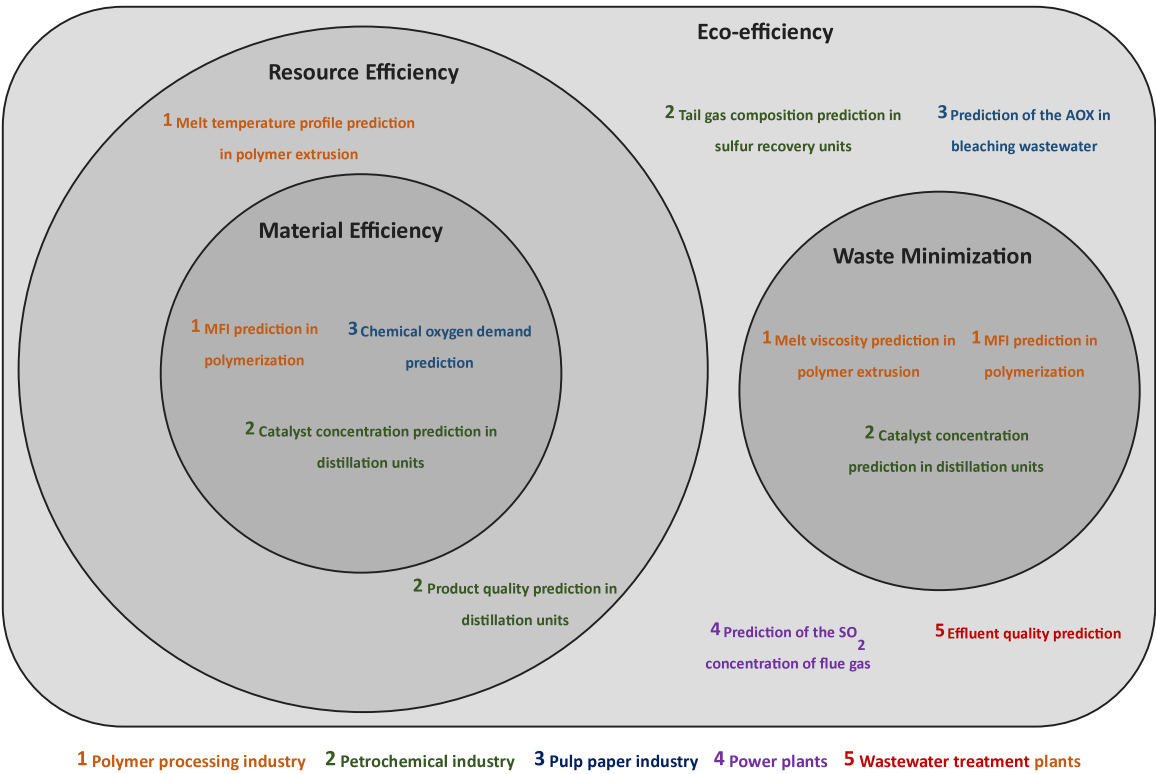 Eco-efficiency
Resource Efficiency
1 Melt temperature profile prediction
in polymer extrusion
Material Efficiency
1 MFI prediction in
polymerization
3 Chemical oxygen demand
prediction
2 Catalyst concentration prediction in
distillation units
2 Product quality prediction in
distillation units
2 Tail gas composition prediction in
sulfur recovery units
3 Prediction of the AOX in
bleaching wastewater
Waste Minimization
1 Melt viscosity prediction in
polymer extrusion
1 MFI prediction in
polymerization
2 Catalyst concentration
prediction in distillation units
4 Prediction of the SO2
concentration of flue gas
5 Effluent quality prediction
1 Polymer processing industry 2 Petrochemical industry 3 Pulp paper industry 4 Power plants 5 Wastewater treatment plants